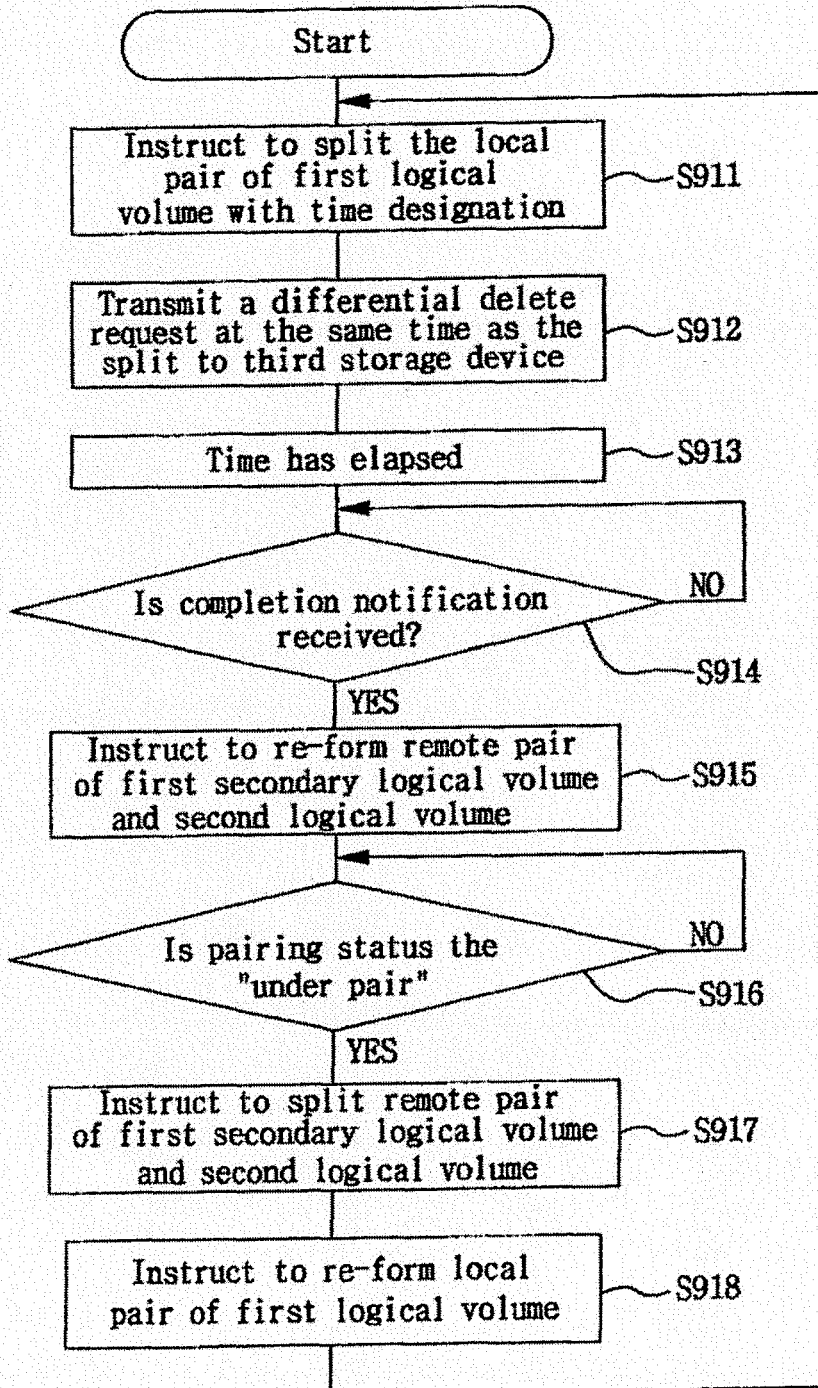 Start
Instruct to split the local
pair of first logical
volume with time designation
S911
Transmit a differential delete
request at the same time as the
split to third storage device
S912
Time has elapsed
S913
Is completion notification
received?
NO
S914
YES
Instruct to re-form remote pair
of first secondary logical volume
and second logical volume
S915
Is pairing status the
"under pair"
NO
S916
YES
Instruct to split remote pair
of first secondary logical volume
and second logical volume
S917
Instruct to re-form local
pair of first logical volume
S918